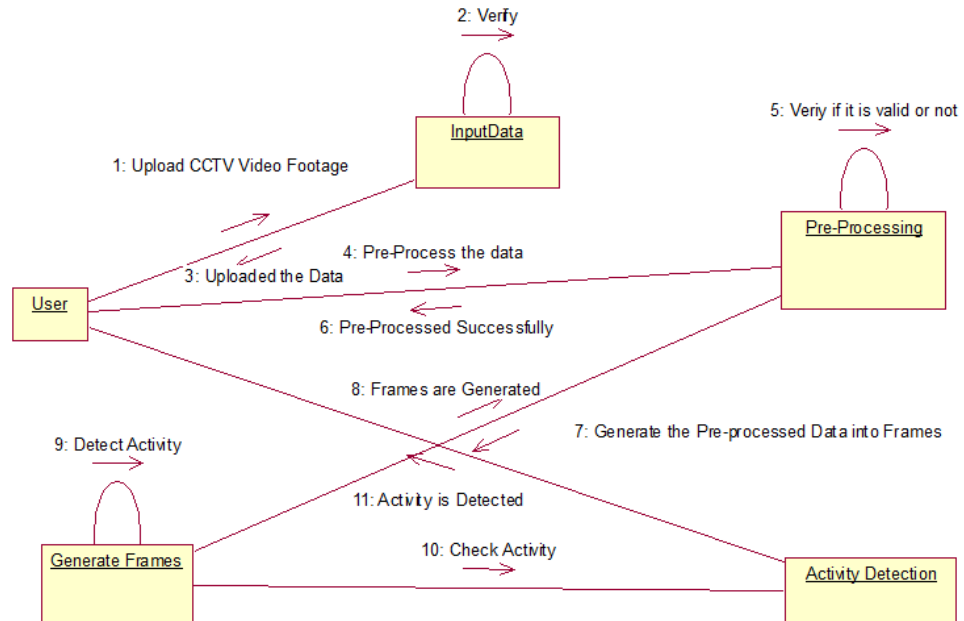 2: Verify
InputData
5: Veriy if it is valid or not
1: Upload CCTV Video Footage
Pre-Processing
4: Pre-Process the data
3: Uploaded the Data
User
6: Pre-Processed Successfully
8: Frames are Generated
7: Generate the Pre-processed Data into Frames
9: Detect Activity
11: Activity is Detected
10: Check Activity
Generate Frames
Activity Detection